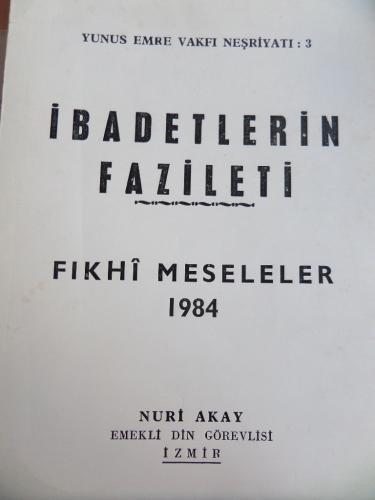 YUNUS EMRE VAKFI NEŞRİYATI : 3
İBADETLERİN
FAZİLETİ
FIKHÎ MESELELER
1984
NURİ AKAY
EMEKLİ DİN GÖREVLİSİ
İZMİR